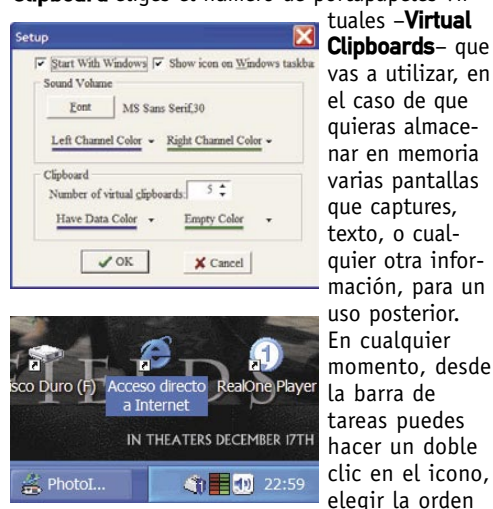 Clipboard eliges el número de portapapeles vir-
tuales –Virtual
Clipboards– que
vas a utilizar, en
el caso de que
quieras almace-
nar en memoria
varias pantallas
que captures,
texto, o cual-
quier otra infor-
mación, para un
uso posterior.
En cualquier
momento, desde
la barra de
tareas puedes
hacer un doble
clic en el icono,
elegir la orden
Setup
Start With Windows Show icon on Windows taskba
Sound Volume
Font MS Sans Serif,30
Left Channel Color Right Channel Color
Clipboard
Number of virtual clipboards: 5
Have Data Color Empty Color
OK Cancel
isco Duro (F) Acceso directo RealOne Player
a Internet
IN THEATERS DECEMBER 17TH
PhotoI... 22:59